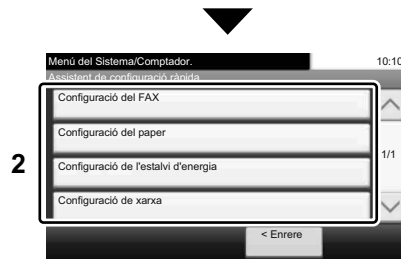 Menú del Sistema/Comptador.
10:10
Assistent de configuració ràpida
Configuració del FAX
Configuració del paper
1/1
2
Configuració de l'estalvi d'energia
Configuració de xarxa
< Enrere